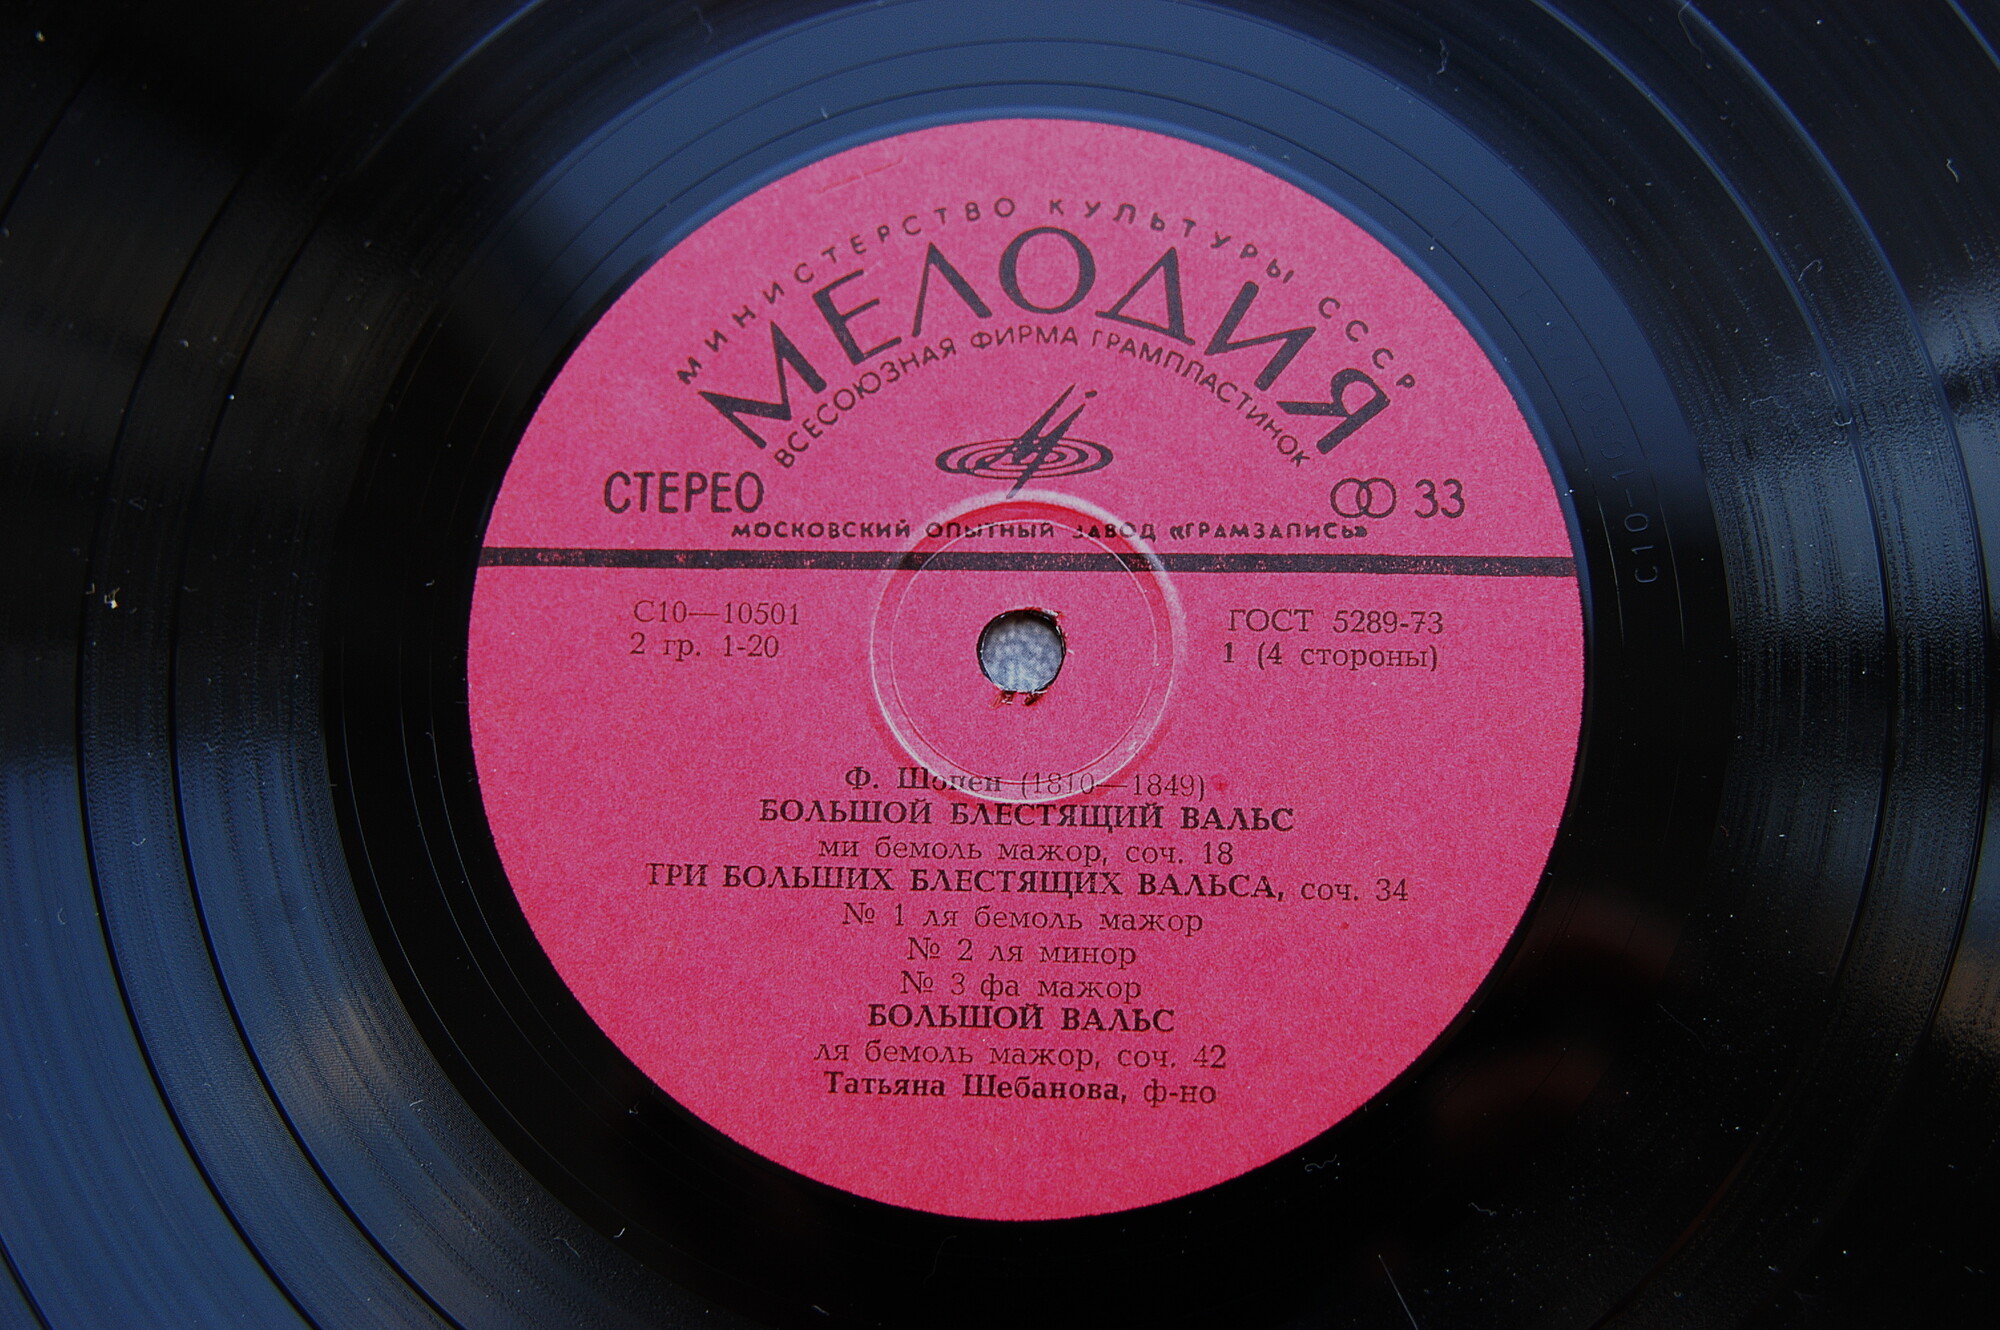 МИНИСТЕРСТВО КУЛЬТУРЫ СССР
МЕЛОДИЯ
ВСЕСОЮЗНАЯ ФИРМА ГРАМПЛАСТИНОК
СТЕРЕО
33
МОСКОВСКИЙ ОПЫТНЫЙ ЗАВОД «ГРАМЗАПИСЬ»
С10—10501
2 гр. 1-20
ГОСТ 5289-73
1 (4 стороны)
Ф. Шопен (1810—1849)
БОЛЬШОЙ БЛЕСТЯЩИЙ ВАЛЬС
ми бемоль мажор, соч. 18
ТРИ БОЛЬШИХ БЛЕСТЯЩИХ ВАЛЬСА, соч. 34
№ 1 ля бемоль мажор
№ 2 ля минор
№ 3 фа мажор
БОЛЬШОЙ ВАЛЬС
ля бемоль мажор, соч. 42
Татьяна Шебанова, ф-но